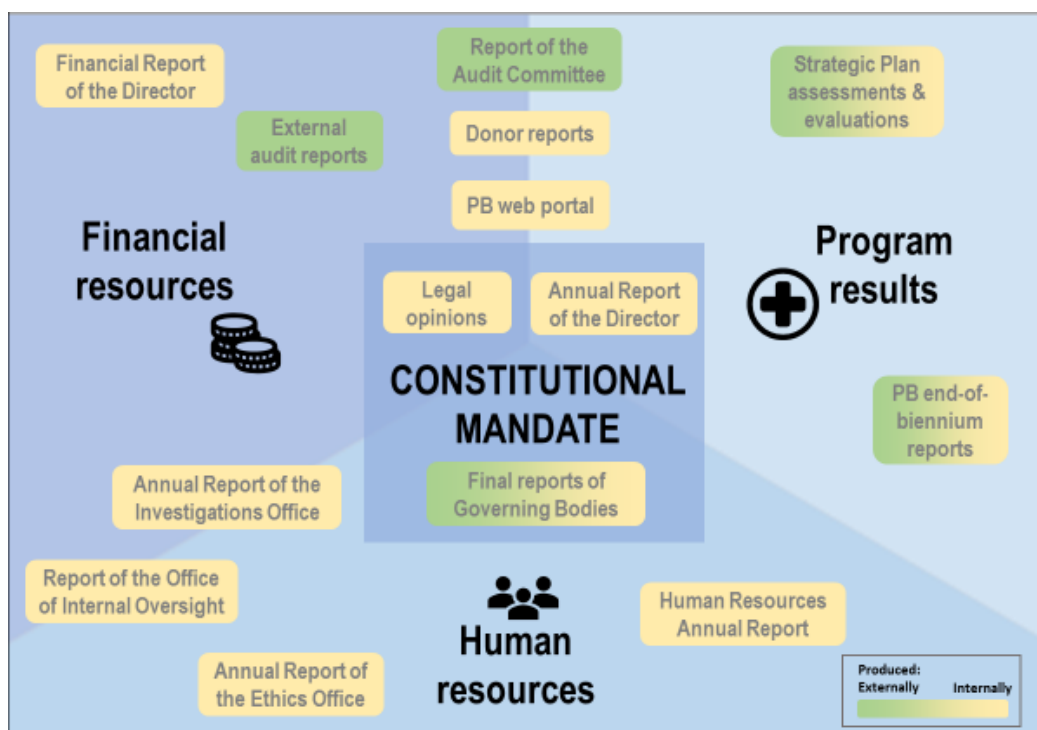 Financial Report
of the Director
Report of the
Audit Committee
Strategic Plan
assessments &
evaluations
External
audit reports
Donor reports
PB web portal
Financial
resources
Program
results
Legal
opinions
Annual Report
of the Director
CONSTITUTIONAL
MANDATE
PB end-of-
biennium
reports
Final reports of
Governing Bodies
Annual Report of the
Investigations Office
Report of the Office
of Internal Oversight
Human
resources
Human Resources
Annual Report
Annual Report of
the Ethics Office
Produced:
Externally Internally